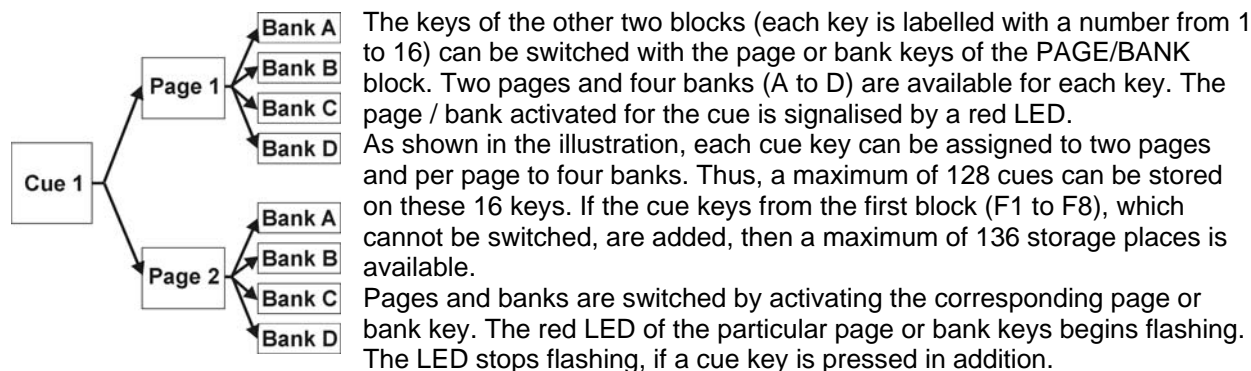 Cue 1
Page 1
Bank A
Bank B
Bank C
Bank D
Page 2
Bank A
Bank B
Bank C
Bank D
The keys of the other two blocks (each key is labelled with a number from 1
to 16) can be switched with the page or bank keys of the PAGE/BANK
block. Two pages and four banks (A to D) are available for each key. The
page / bank activated for the cue is signalised by a red LED.
As shown in the illustration, each cue key can be assigned to two pages
and per page to four banks. Thus, a maximum of 128 cues can be stored
on these 16 keys. If the cue keys from the first block (F1 to F8), which
cannot be switched, are added, then a maximum of 136 storage places is
available.
Pages and banks are switched by activating the corresponding page or
bank key. The red LED of the particular page or bank keys begins flashing.
The LED stops flashing, if a cue key is pressed in addition.